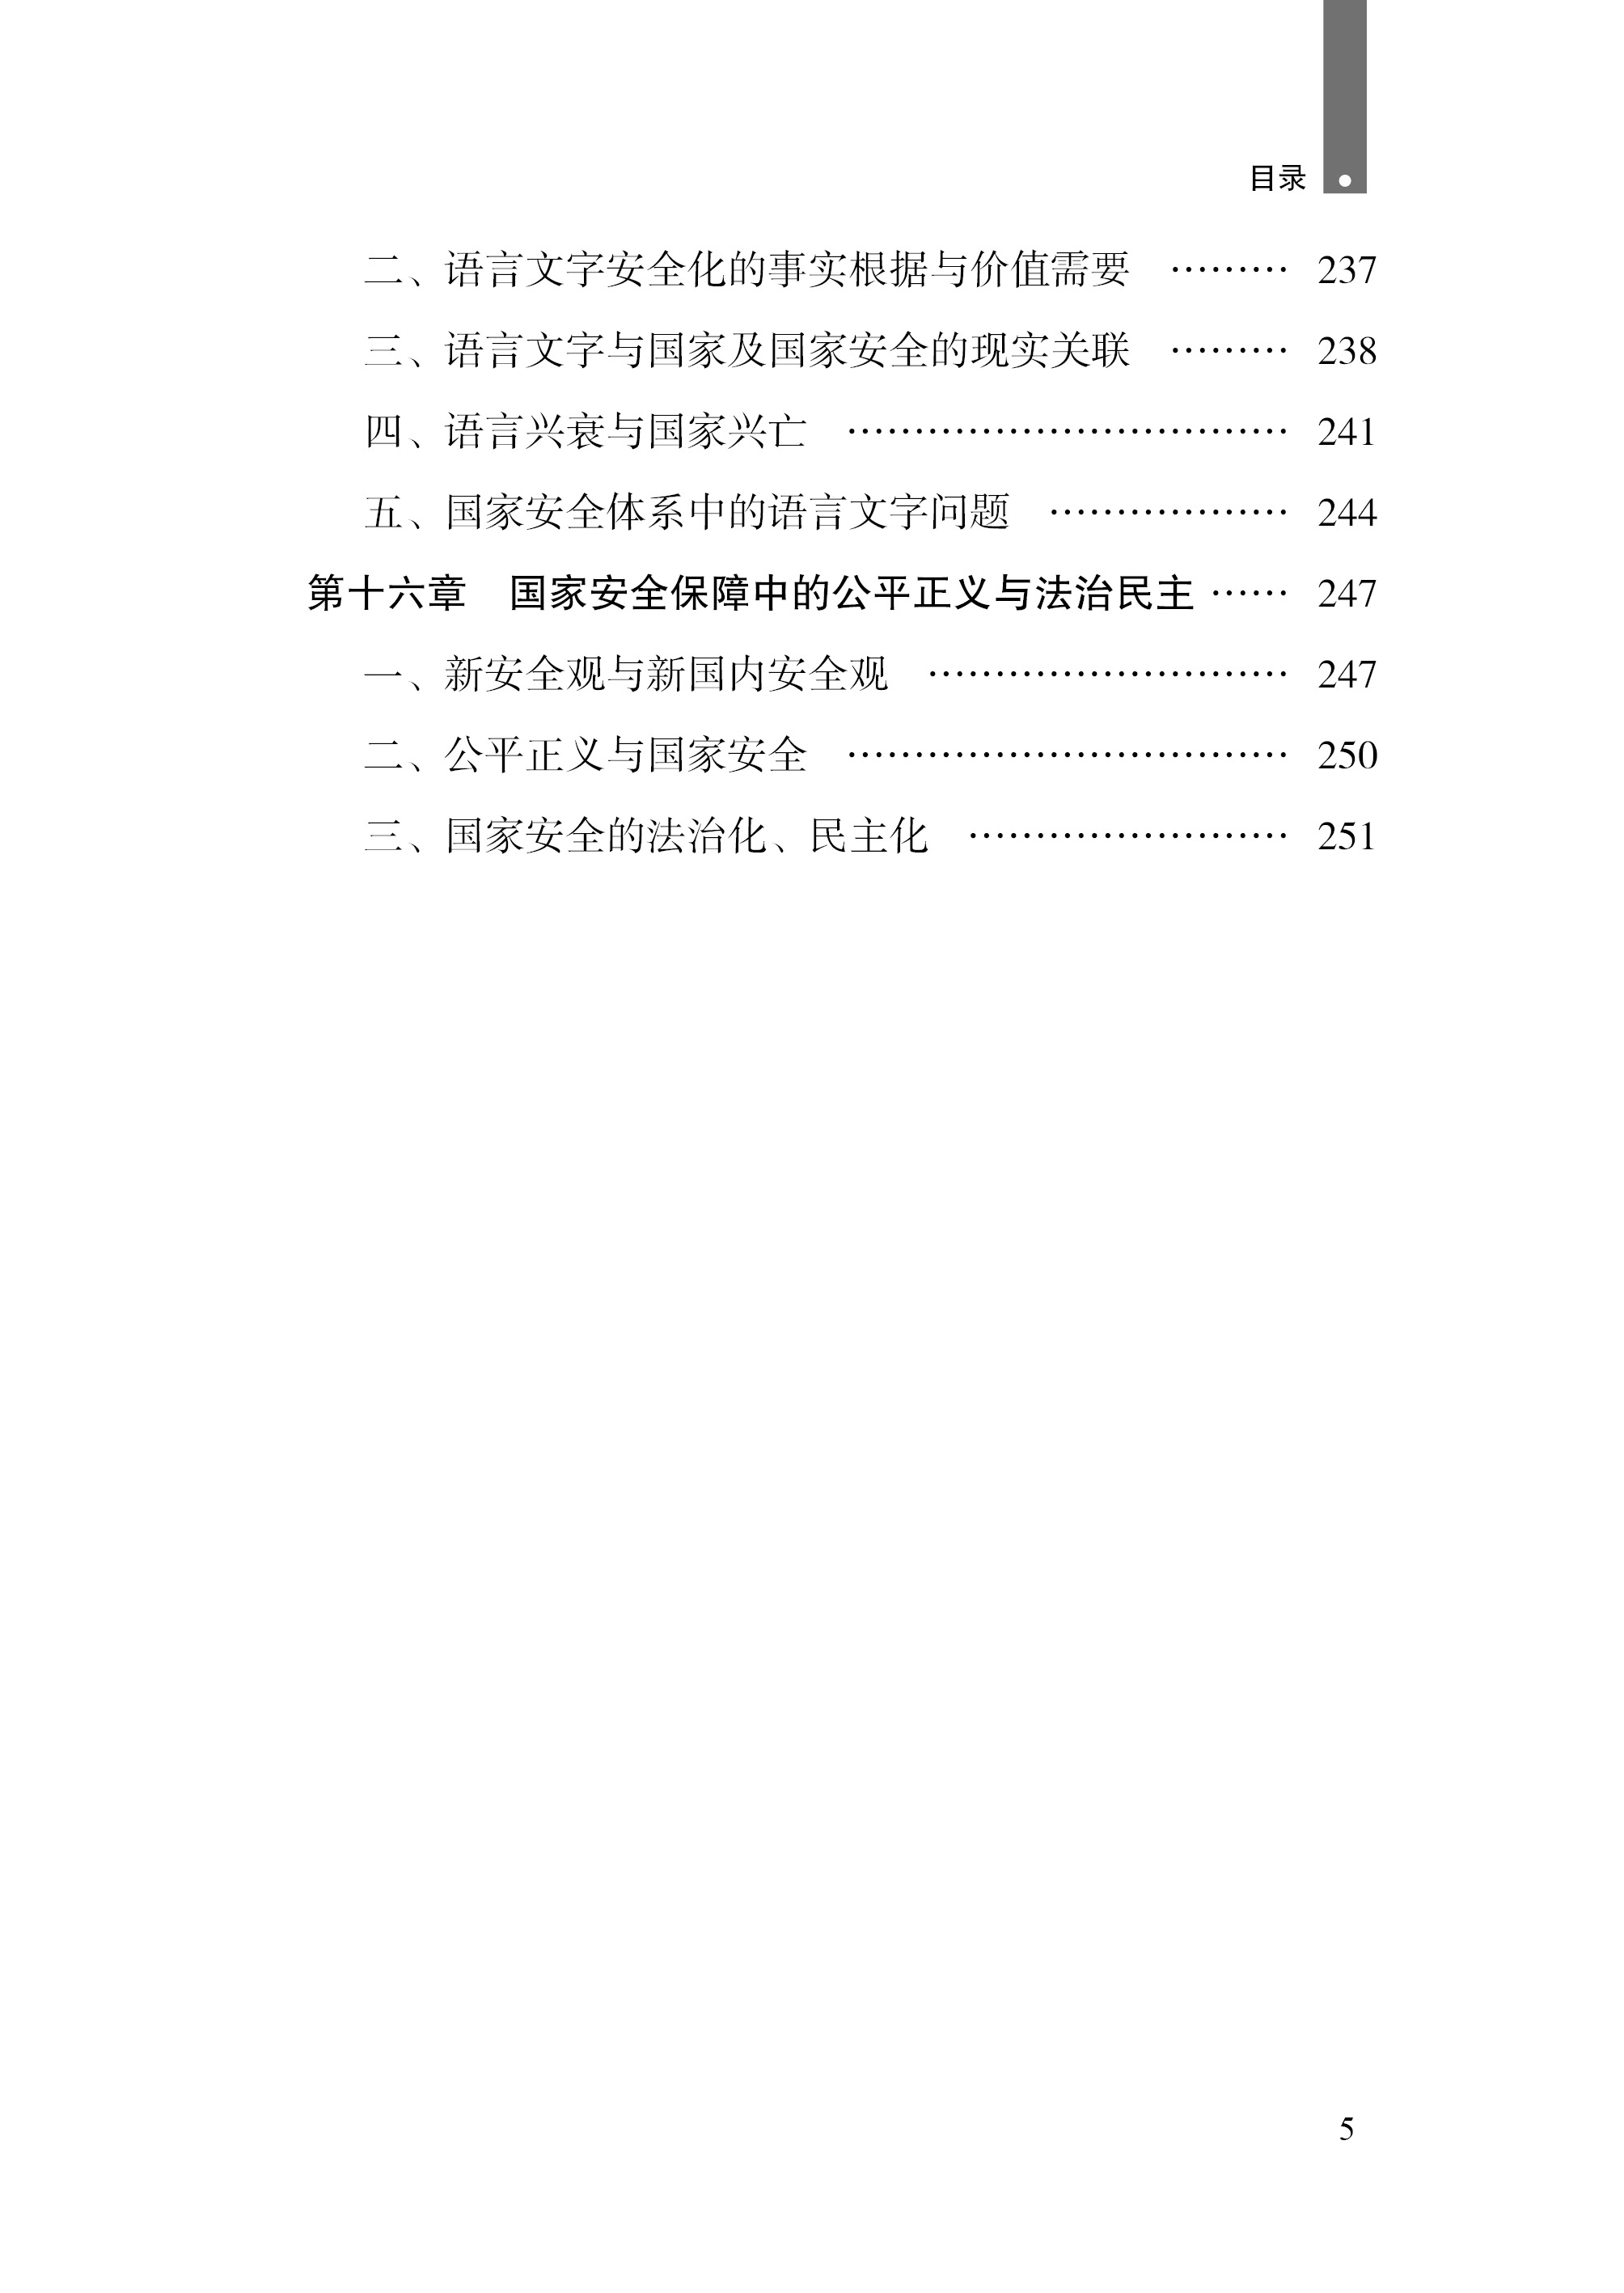 目录
二、语言文字安全化的事实根据与价值需要 ……… 237
三、语言文字与国家及国家安全的现实关联 ……… 238
四、语言兴衰与国家兴亡 ……………………………… 241
五、国家安全体系中的语言文字问题 ……………… 244
第十六章 国家安全保障中的公平正义与法治民主 …… 247
一、新安全观与新国内安全观 ……………………… 247
二、公平正义与国家安全 ……………………………… 250
三、国家安全的法治化、民主化 …………………… 251
5